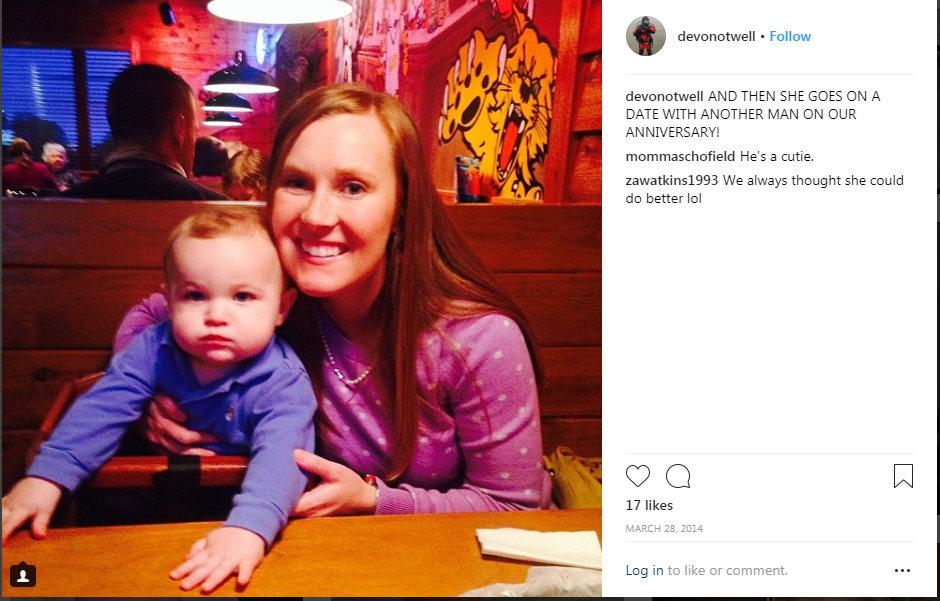 devonotwell • Follow
devonotwell AND THEN SHE GOES ON A
DATE WITH ANOTHER MAN ON OUR
ANNIVERSARY!
mommaschofield He's a cutie.
zawatkins1993 We always thought she could
do better lol
17 likes
MARCH 28, 2014
Log in to like or comment.